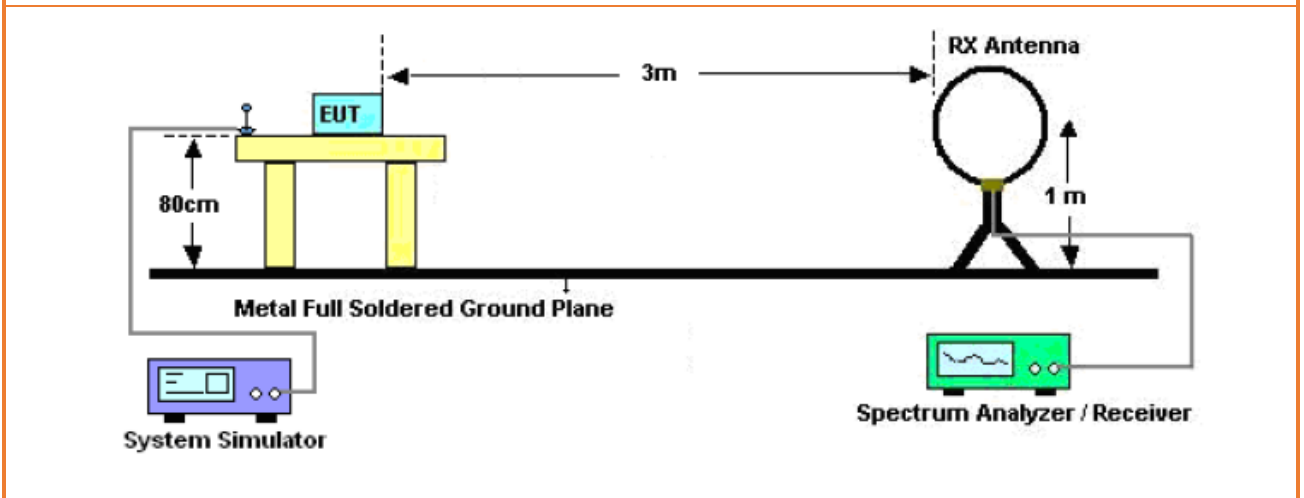 RX Antenna
3m
EUT
80cm
1 m
Metal Full Soldered Ground Plane
System Simulator
Spectrum Analyzer / Receiver